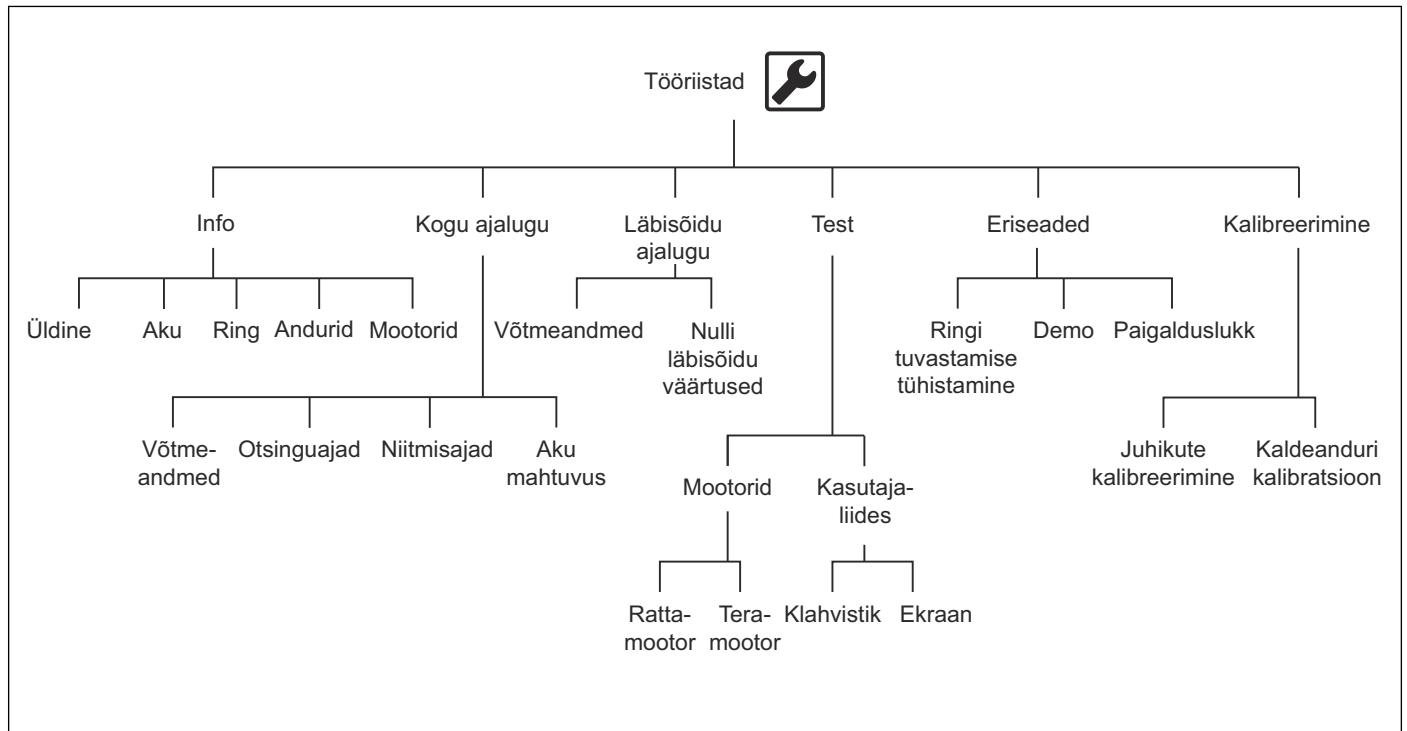 Tööriistad
Info
Kogu ajalugu
Läbisõidu
ajalugu
Test
Eriseaded
Kalibreerimine
Üldine
Aku
Ring
Andurid
Mootorid
Võtmeandmed
Nulli
läbisõidu
väärtused
Ringi
tuvastamise
tühistamine
Demo
Paigalduslukk
Võtme-
andmed
Otsinguajad
Niitmisajad
Aku
mahtuvus
Mootorid
Kasutaja-
liides
Juhikute
kalibreerimine
Kaldeanduri
kalibratsioon
Ratta-
mootor
Tera-
mootor
Klahvistik
Ekraan